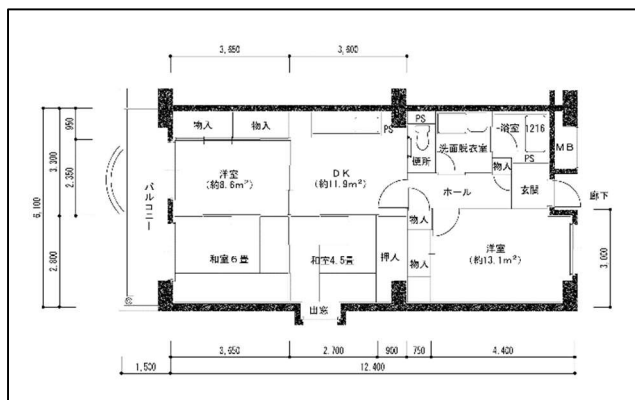 3,650 3,600
物入 物入 PS PS 浴室 1216
洗面脱衣室 MB
便所 PS
洋室 DK 物入
(約8.6m²) (約11.9m²) ホール 玄関 廊下
バルコニー
物入
和室6畳 和室4.5畳 押入 物入 洋室
(約13.1m²)
出窓
950
3,300 2,350
6,100
2,800
3,600
3,650 2,700 900 750 4,400
1,500 12,400